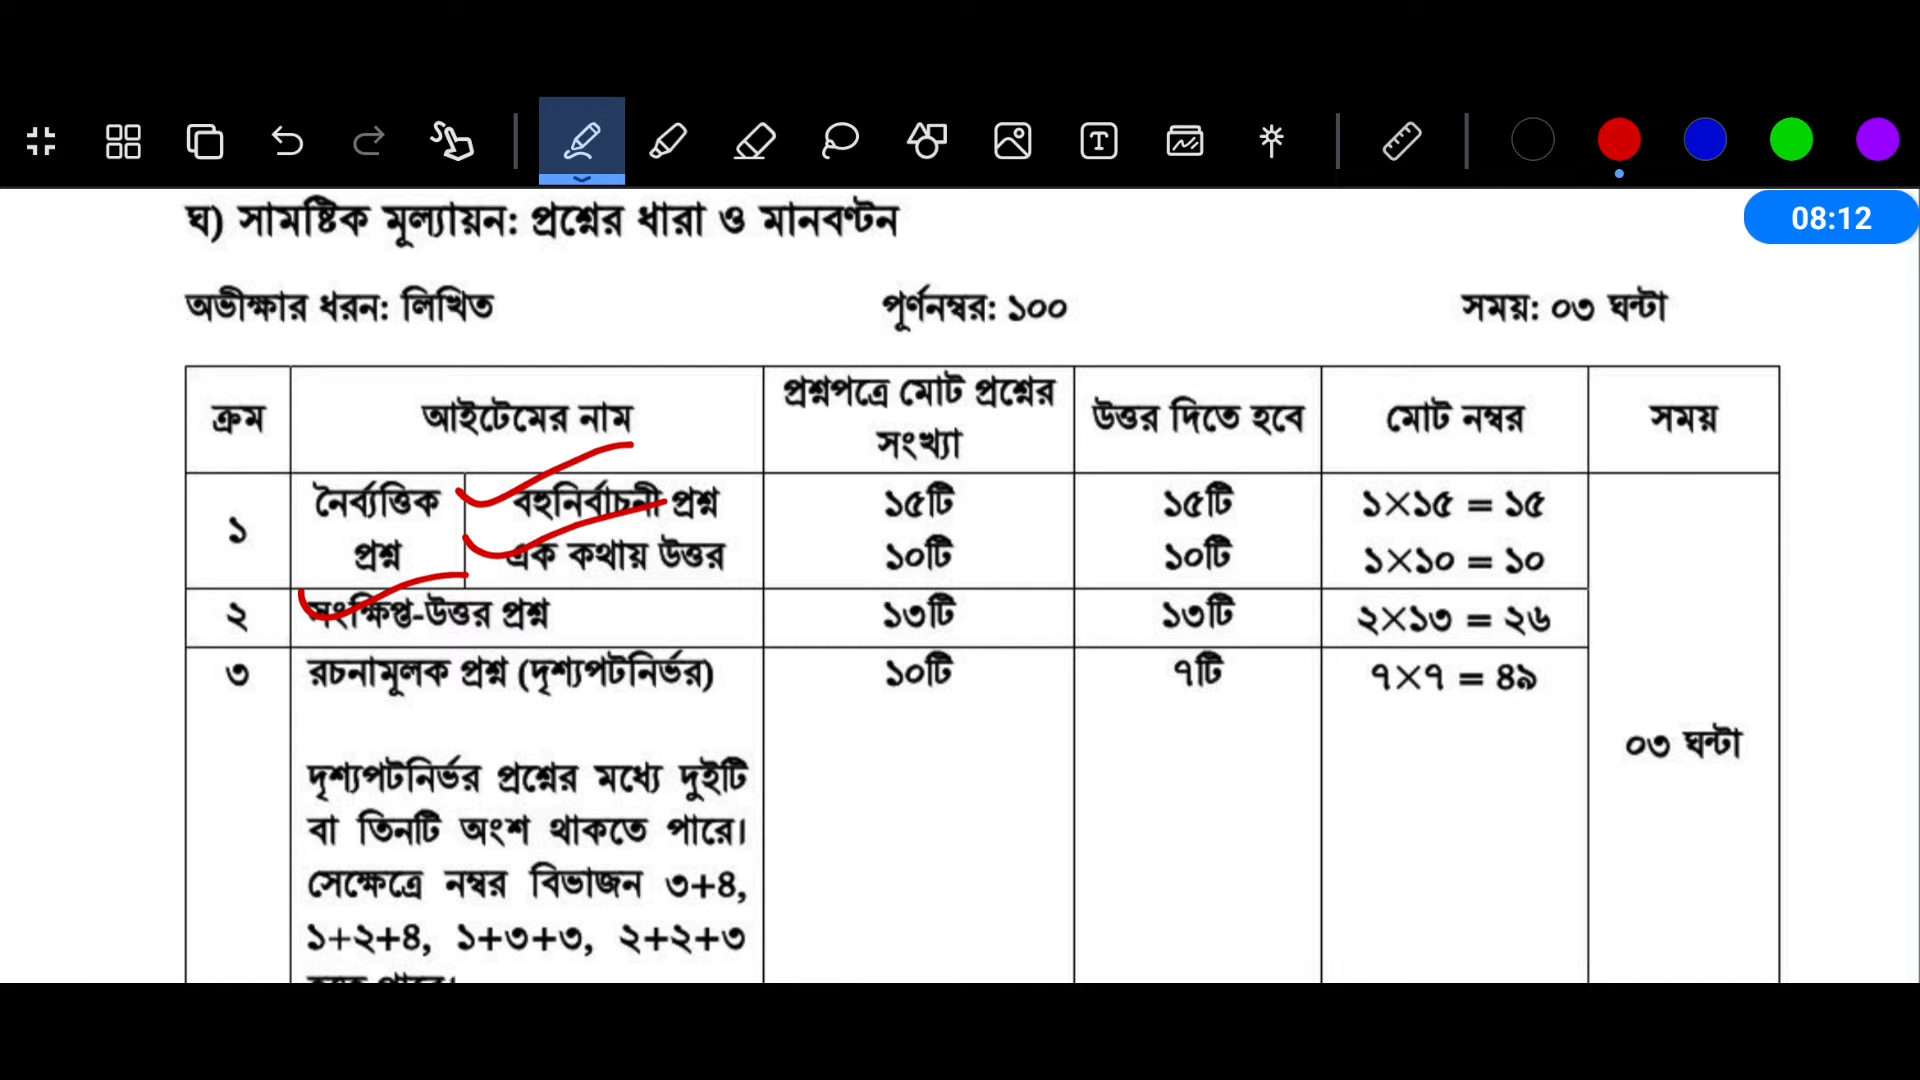 08:12
ঘ) সামষ্টিক মূল্যায়ন: প্রশ্নের ধারা ও মানবণ্টন
অভীক্ষার ধরন: লিখিত পূর্ণনম্বর: ১০০ সময়: ০৩ ঘন্টা
ক্রম আইটেমের নাম প্রশ্নপত্রে মোট প্রশ্নের সংখ্যা উত্তর দিতে হবে মোট নম্বর সময়
১ নৈর্ব্যত্তিক প্রশ্ন বহুনির্বাচনী প্রশ্ন ১৫টি ১৫টি ১×১৫ = ১৫
এক কথায় উত্তর ১০টি ১০টি ১×১০ = ১০
২ সংক্ষিপ্ত-উত্তর প্রশ্ন ১৩টি ১৩টি ২×১৩ = ২৬
৩ রচনামূলক প্রশ্ন (দৃশ্যপটনির্ভর) ১০টি ৭টি ৭×৭ = ৪৯
০৩ ঘন্টা
দৃশ্যপটনির্ভর প্রশ্নের মধ্যে দুইটি
বা তিনটি অংশ থাকতে পারে।
সেক্ষেত্রে নম্বর বিভাজন ৩+৪,
১+২+৪, ১+৩+৩, ২+২+৩